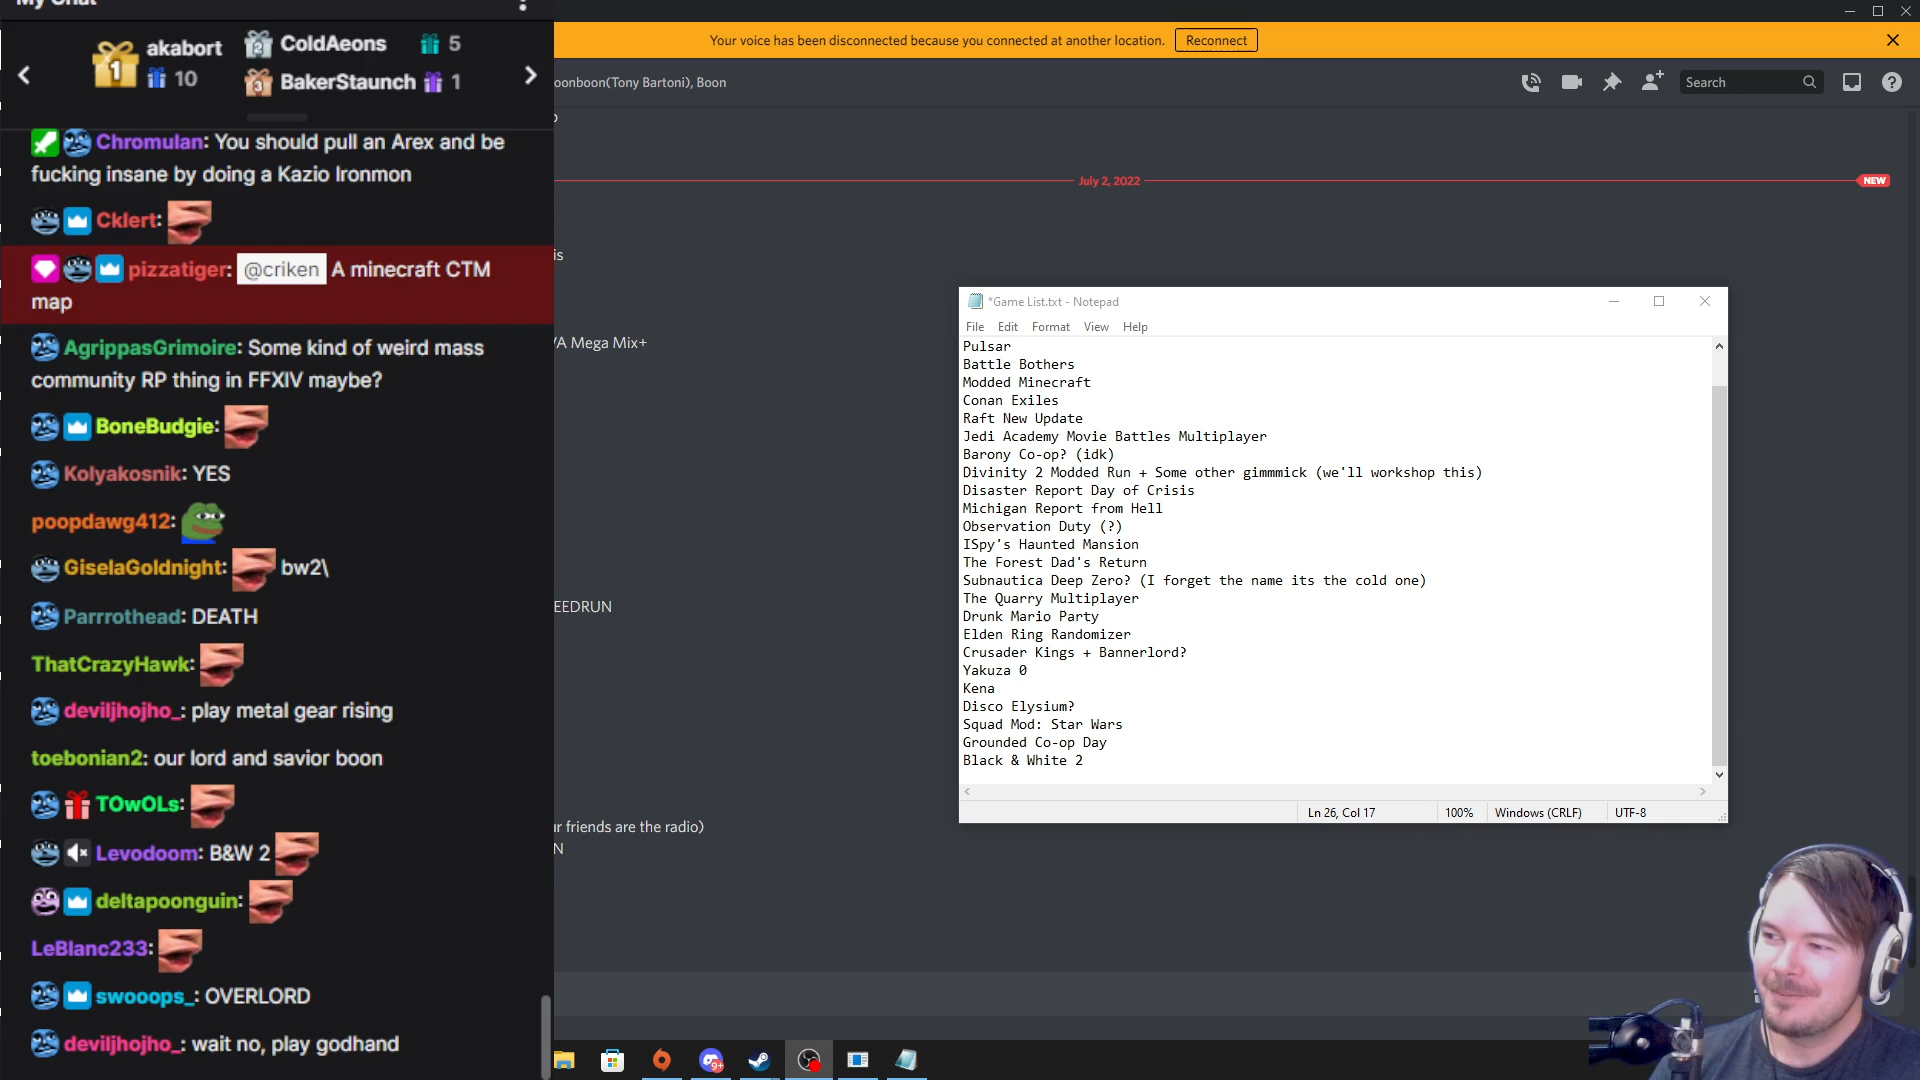 My Chat
akabort
10
ColdAeons 5
BakerStaunch 1
1
2
3
Chromulan: You should pull an Arex and be
fucking insane by doing a Kazio Ironmon
Cklert:
pizzatiger: @criken A minecraft CTM
map
AgrippasGrimoire: Some kind of weird mass
community RP thing in FFXIV maybe?
BoneBudgie:
Kolyakosnik: YES
poopdawg412:
GiselaGoldnight: bw2\
Parrrothead: DEATH
ThatCrazyHawk:
deviljhojho_: play metal gear rising
toebonian2: our lord and savior boon
TOwOLs:
Levodoom: B&W 2
deltapoonguin:
LeBlanc233:
swooops_: OVERLORD
deviljhojho_: wait no, play godhand
Your voice has been disconnected because you connected at another location. Reconnect
oonboon(Tony Bartoni), Boon
Search
July 2, 2022
NEW
is
/A Mega Mix+
EEDRUN
ur friends are the radio)
N
*Game List.txt - Notepad
File Edit Format View Help
Pulsar
Battle Bothers
Modded Minecraft
Conan Exiles
Raft New Update
Jedi Academy Movie Battles Multiplayer
Barony Co-op? (idk)
Divinity 2 Modded Run + Some other gimmmick (we'll workshop this)
Disaster Report Day of Crisis
Michigan Report from Hell
Observation Duty (?)
ISpy's Haunted Mansion
The Forest Dad's Return
Subnautica Deep Zero? (I forget the name its the cold one)
The Quarry Multiplayer
Drunk Mario Party
Elden Ring Randomizer
Crusader Kings + Bannerlord?
Yakuza 0
Kena
Disco Elysium?
Squad Mod: Star Wars
Grounded Co-op Day
Black & White 2
Ln 26, Col 17
100%
Windows (CRLF)
UTF-8
9+